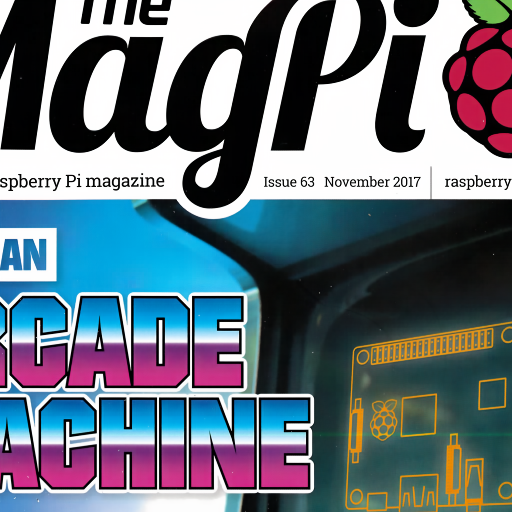 The
MagPi
spberry Pi magazine Issue 63 November 2017 raspberry
AN
RCADE
ACHINE